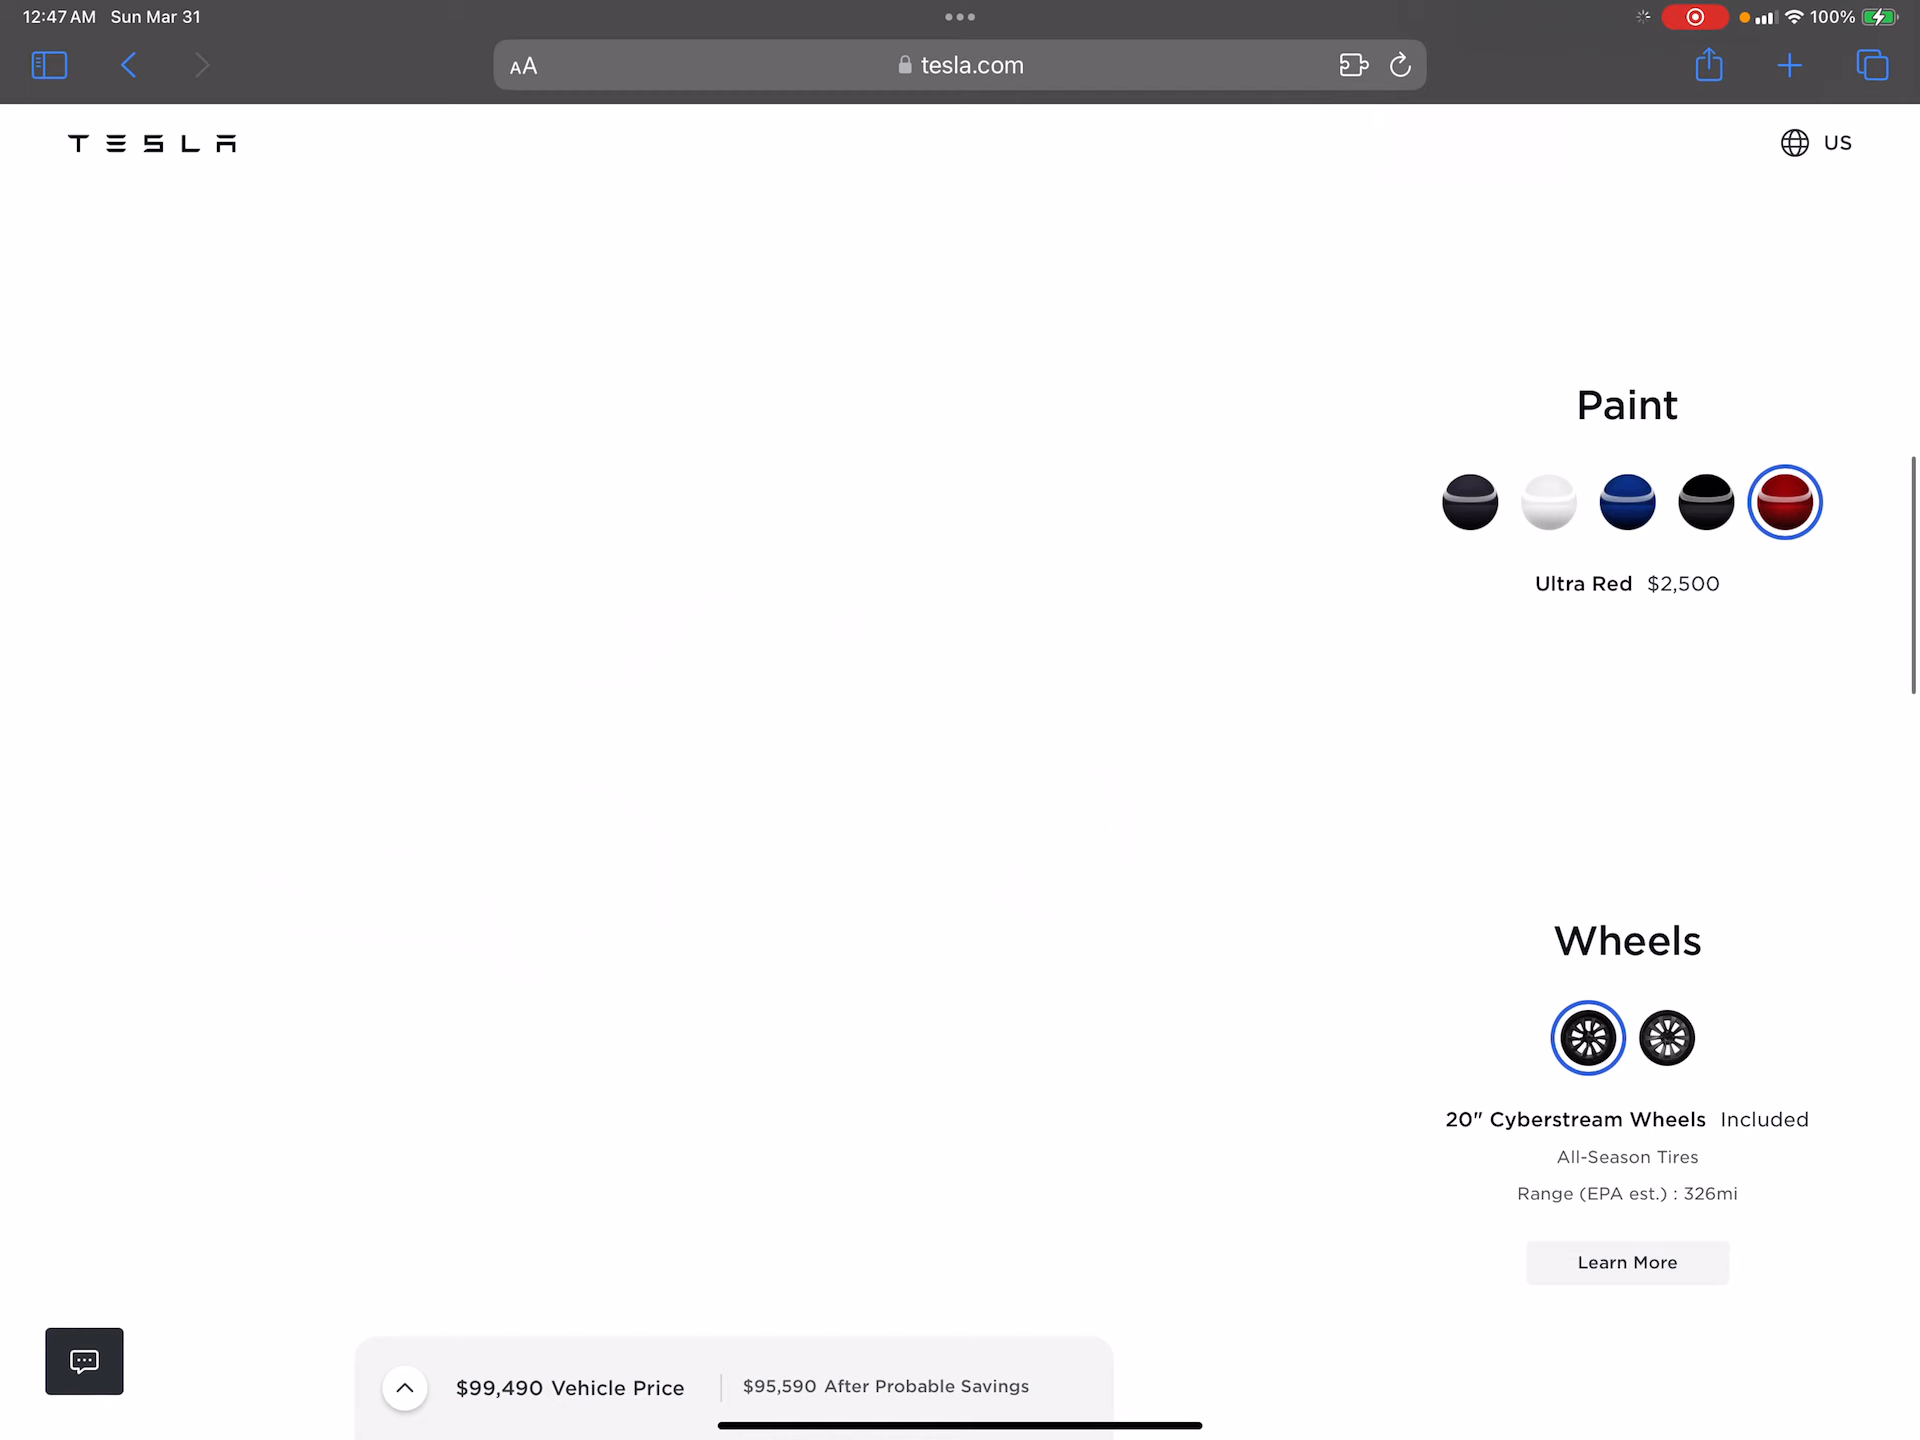 12:47 AM Sun Mar 31
100%
AA
tesla.com
TESLA
US
Paint
Ultra Red $2,500
Wheels
20" Cyberstream Wheels Included
All-Season Tires
Range (EPA est.) : 326mi
Learn More
$99,490 Vehicle Price
$95,590 After Probable Savings